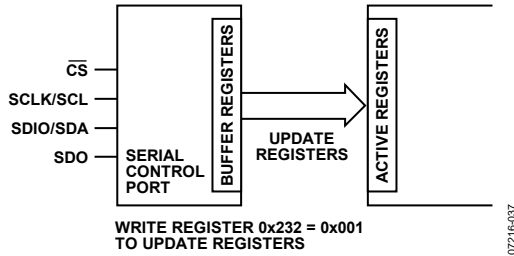 CS
SCLK/SCL
SDIO/SDA
SDO
SERIAL
CONTROL
PORT
BUFFER REGISTERS
UPDATE
REGISTERS
ACTIVE REGISTERS
WRITE REGISTER 0x232 = 0x001
TO UPDATE REGISTERS
07216-037